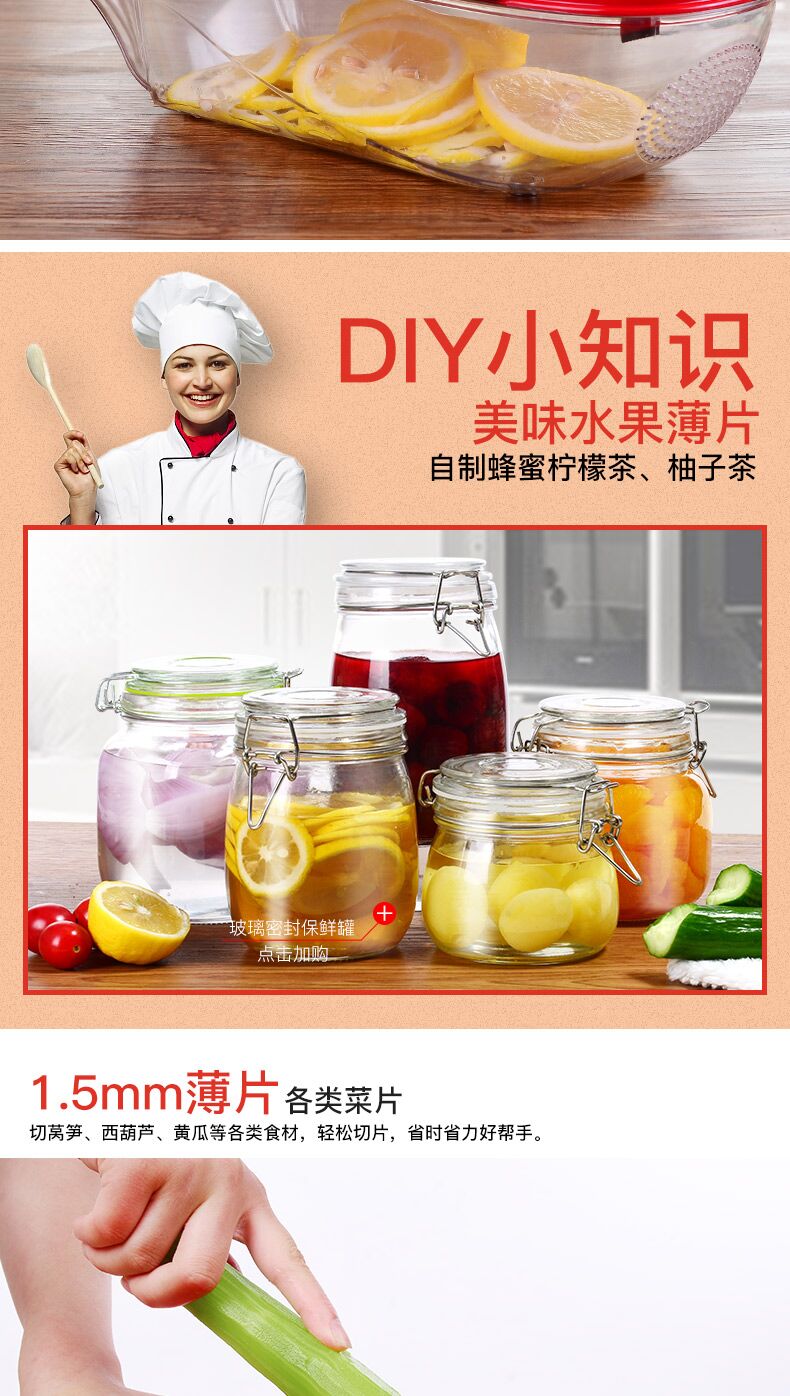 DIY小知识
美味水果薄片
自制蜂蜜柠檬茶、柚子茶
玻璃密封保鲜罐
点击加购
1.5mm薄片 各类菜片
切莴笋、西葫芦、黄瓜等各类食材，轻松切片，省时省力好帮手。